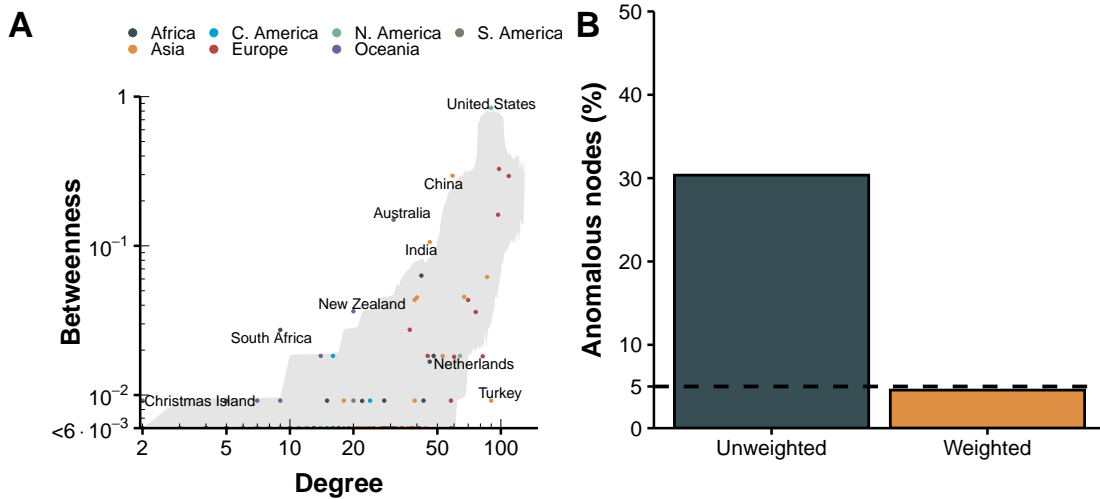 A
Africa C. America N. America S. America
Asia Europe Oceania
Betweenness
1
10⁻¹
10⁻²
<6 · 10⁻³
United States
China
Australia
India
New Zealand
South Africa
Netherlands
Christmas Island
Turkey
2 5 10 20 50 100
Degree
B
Anomalous nodes (%)
50
40
30
20
10
5
0
Unweighted Weighted